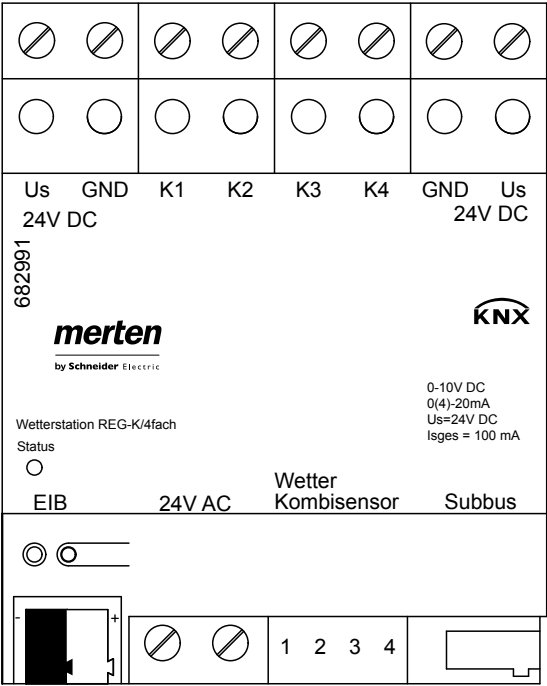 Us GND K1 K2 K3 K4 GND Us
24V DC 24V DC
682991
merten
by Schneider Electric
KNX
0-10V DC
0(4)-20mA
Us=24V DC
Isges = 100 mA
Wetterstation REG-K/4fach
Status
EIB 24V AC Wetter
Kombisensor Subbus
- +
1 2 3 4